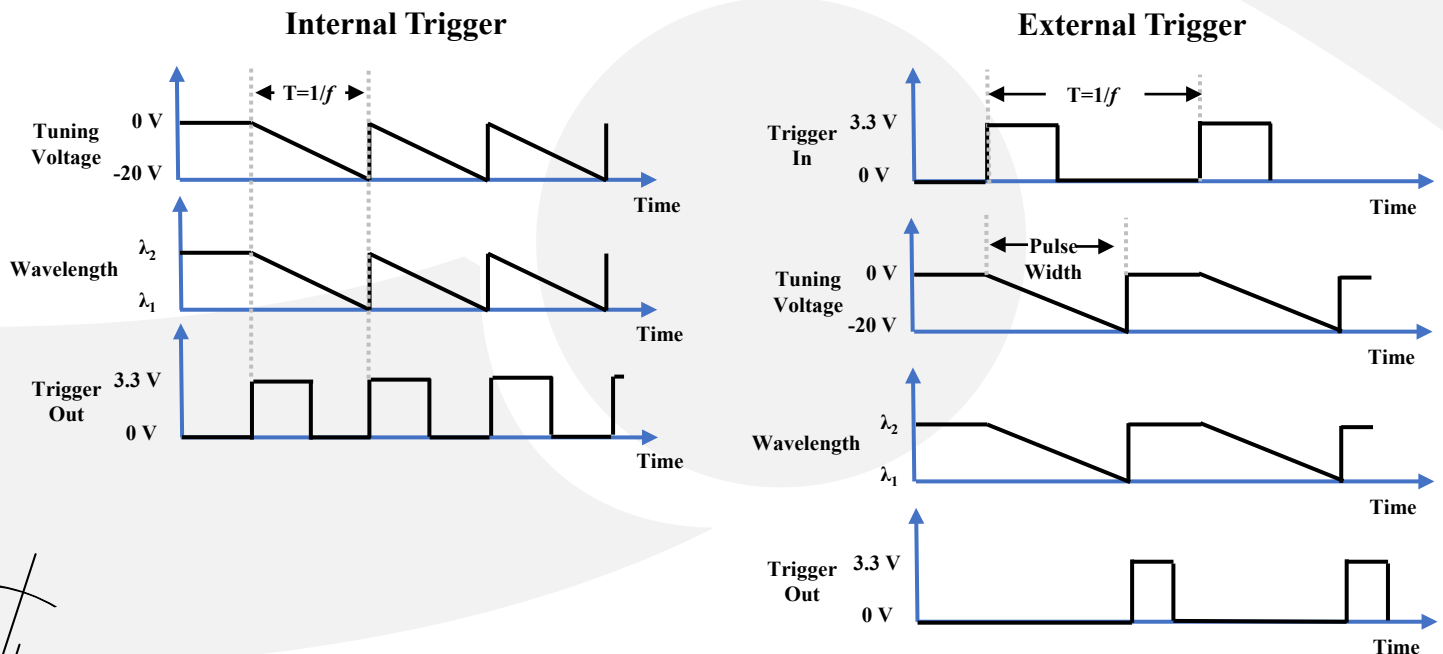 Internal Trigger
T=1/f
Tuning
Voltage
0 V
-20 V
Time
Wavelength
λ2
λ1
Time
Trigger
Out
3.3 V
0 V
Time
External Trigger
T=1/f
Trigger
In
3.3 V
0 V
Time
Pulse
Width
Tuning
Voltage
0 V
-20 V
Time
Wavelength
λ2
λ1
Time
Trigger
Out
3.3 V
0 V
Time